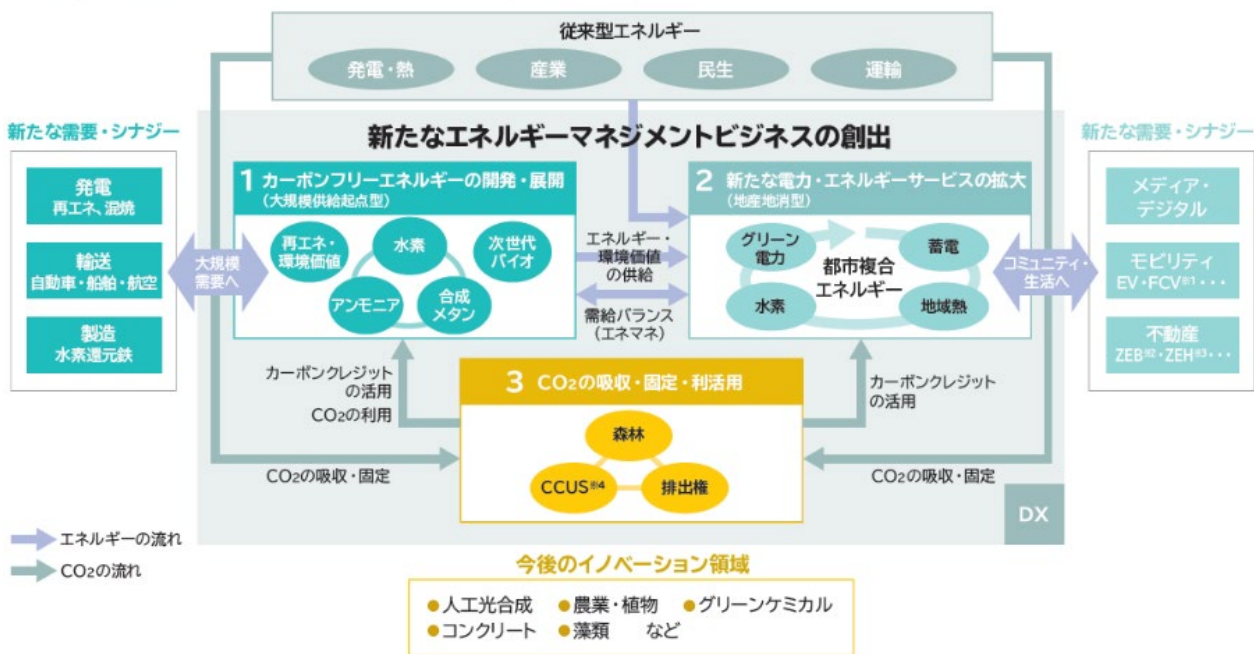 従来型エネルギー
発電・熱
産業
民生
運輸
新たなエネルギーマネジメントビジネスの創出
新たな需要・シナジー
発電
再エネ、混焼
輸送
自動車・船舶・航空
製造
水素還元鉄
大規模
需要へ
1 カーボンフリーエネルギーの開発・展開
(大規模供給起点型)
再エネ・
環境価値
水素
次世代
バイオ
アンモニア
合成
メタン
エネルギー・
環境価値
の供給
需給バランス
(エネマネ)
2 新たな電力・エネルギーサービスの拡大
(地産地消型)
グリーン
電力
蓄電
都市複合
エネルギー
水素
地域熱
コミュニティ・
生活へ
新たな需要・シナジー
メディア・
デジタル
モビリティ
EV・FCV※1・・・
不動産
ZEB※2・ZEH※3・・・
カーボンクレジット
の活用
CO2の利用
3 CO2の吸収・固定・利活用
森林
CCUS※4
排出権
カーボンクレジット
の活用
CO2の吸収・固定
CO2の吸収・固定
DX
エネルギーの流れ
CO2の流れ
今後のイノベーション領域
●人工光合成 ●農業・植物 ●グリーンケミカル
●コンクリート ●藻類 など